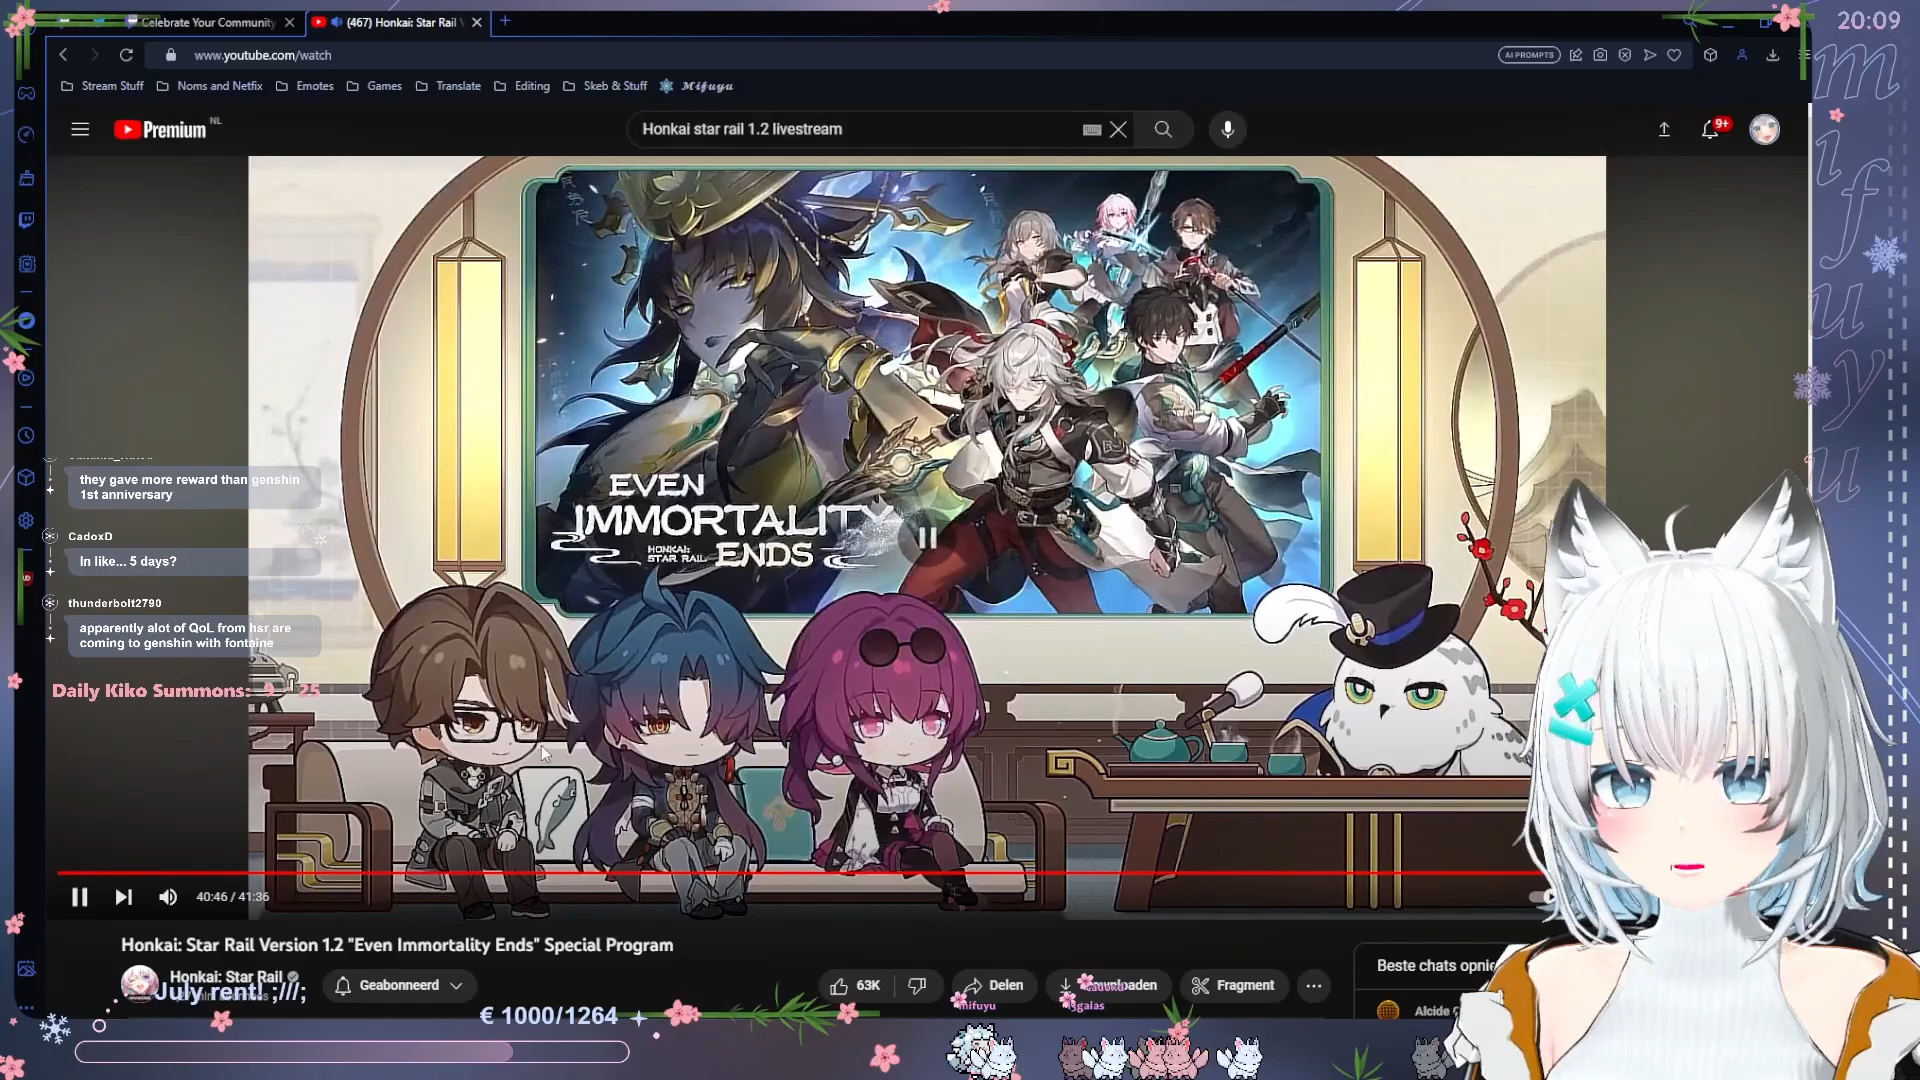 Celebrate Your Community
(467) Honkai: Star Rail
20:09
www.youtube.com/watch
AI PROMPTS
Stream Stuff
Noms and Netfix
Emotes
Games
Translate
Editing
Skeb & Stuff
Mifuyu
Premium NL
Honkai star rail 1.2 livestream
9+
mifuyu
EVEN
IMMORTALITY
HONKAI:
STAR RAIL
ENDS
they gave more reward than genshin
1st anniversary
CadoxD
In like... 5 days?
thunderbolt2790
apparently alot of QoL from hsr are
coming to genshin with fontaine
Daily Kiko Summons: 9 / 25
40:46 / 41:36
Honkai: Star Rail Version 1.2 "Even Immortality Ends" Special Program
Honkai: Star Rail
Geabonneerd
63K
Delen
Fragment
Beste chats opnie
Alcide
July rent! ;///;
€ 1000/1264
mifuyu